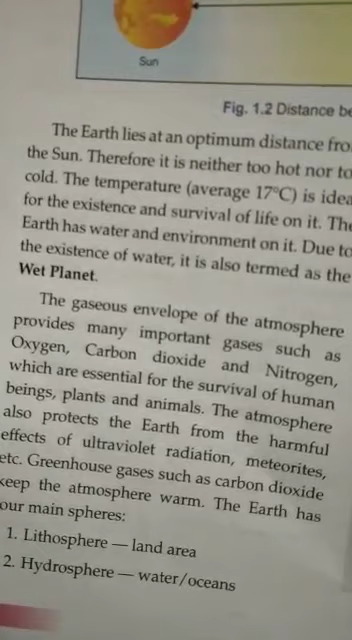 Sun
Fig. 1.2 Distance be
The Earth lies at an optimum distance fro
the Sun. Therefore it is neither too hot nor to
cold. The temperature (average 17°C) is idea
for the existence and survival of life on it. The
Earth has water and environment on it. Due to
the existence of water, it is also termed as the
Wet Planet.
The gaseous envelope of the atmosphere
provides many important gases such as
Oxygen, Carbon dioxide and Nitrogen,
which are essential for the survival of human
beings, plants and animals. The atmosphere
also protects the Earth from the harmful
effects of ultraviolet radiation, meteorites,
etc. Greenhouse gases such as carbon dioxide
keep the atmosphere warm. The Earth has
our main spheres:
1. Lithosphere — land area
2. Hydrosphere — water/oceans